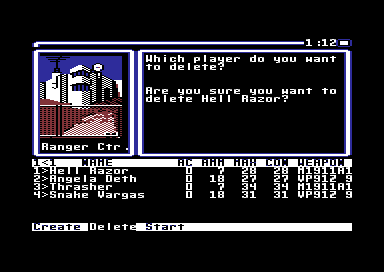 1:12
Which player do you want
to delete?
Are you sure you want to
delete Hell Razor?
Ranger Ctr.
1<1 NAME AC AMM MAX CON WEAPON
1>Hell Razor 0 7 28 28 M1911A1
2>Angela Deth 0 18 27 27 VP912 9
3>Thrasher 0 7 34 34 M1911A1
4>Snake Vargas 0 18 31 31 VP912 9
Create Delete Start